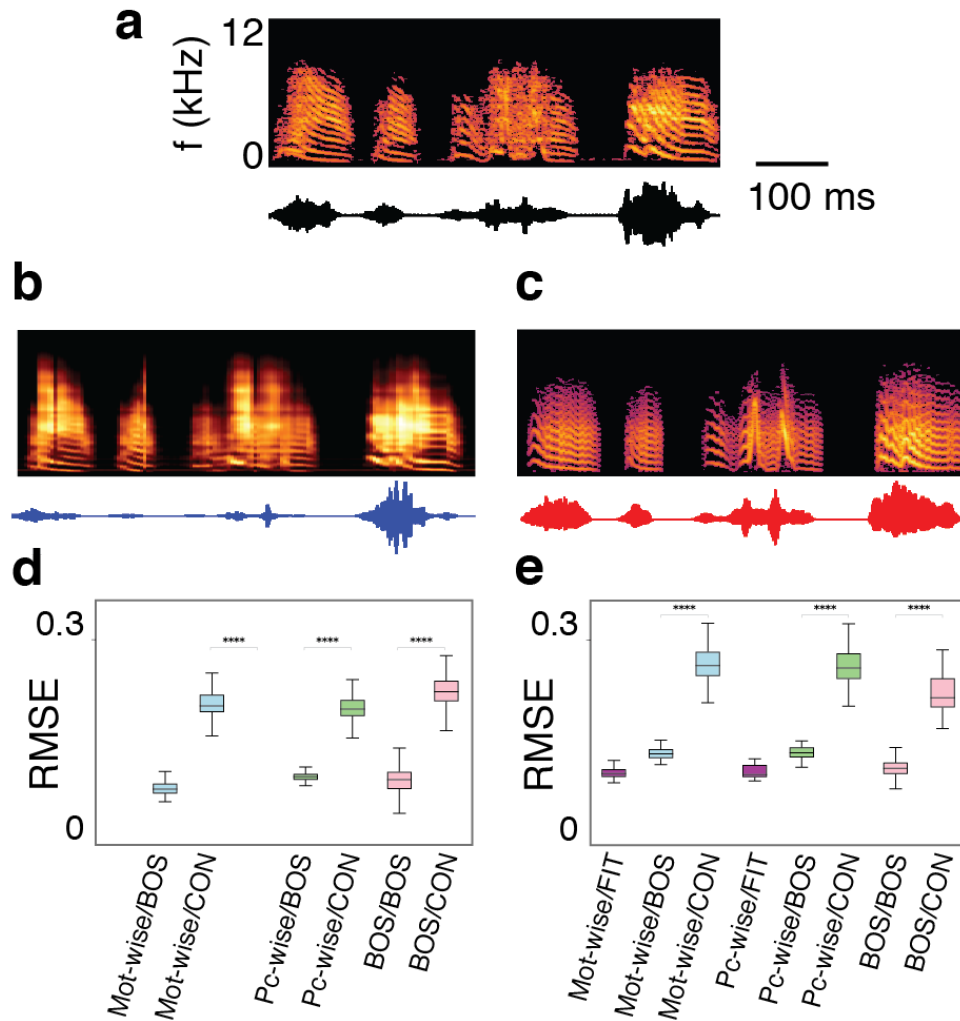 a
12
f (kHz)
0
100 ms
b
c
d
e
0.3
RMSE
0
****
****
****
Mot-wise/BOS
Mot-wise/CON
Pc-wise/BOS
Pc-wise/CON
BOS/BOS
BOS/CON
0.3
RMSE
0
****
****
****
Mot-wise/FIT
Mot-wise/BOS
Mot-wise/CON
Pc-wise/FIT
Pc-wise/BOS
Pc-wise/CON
BOS/BOS
BOS/CON